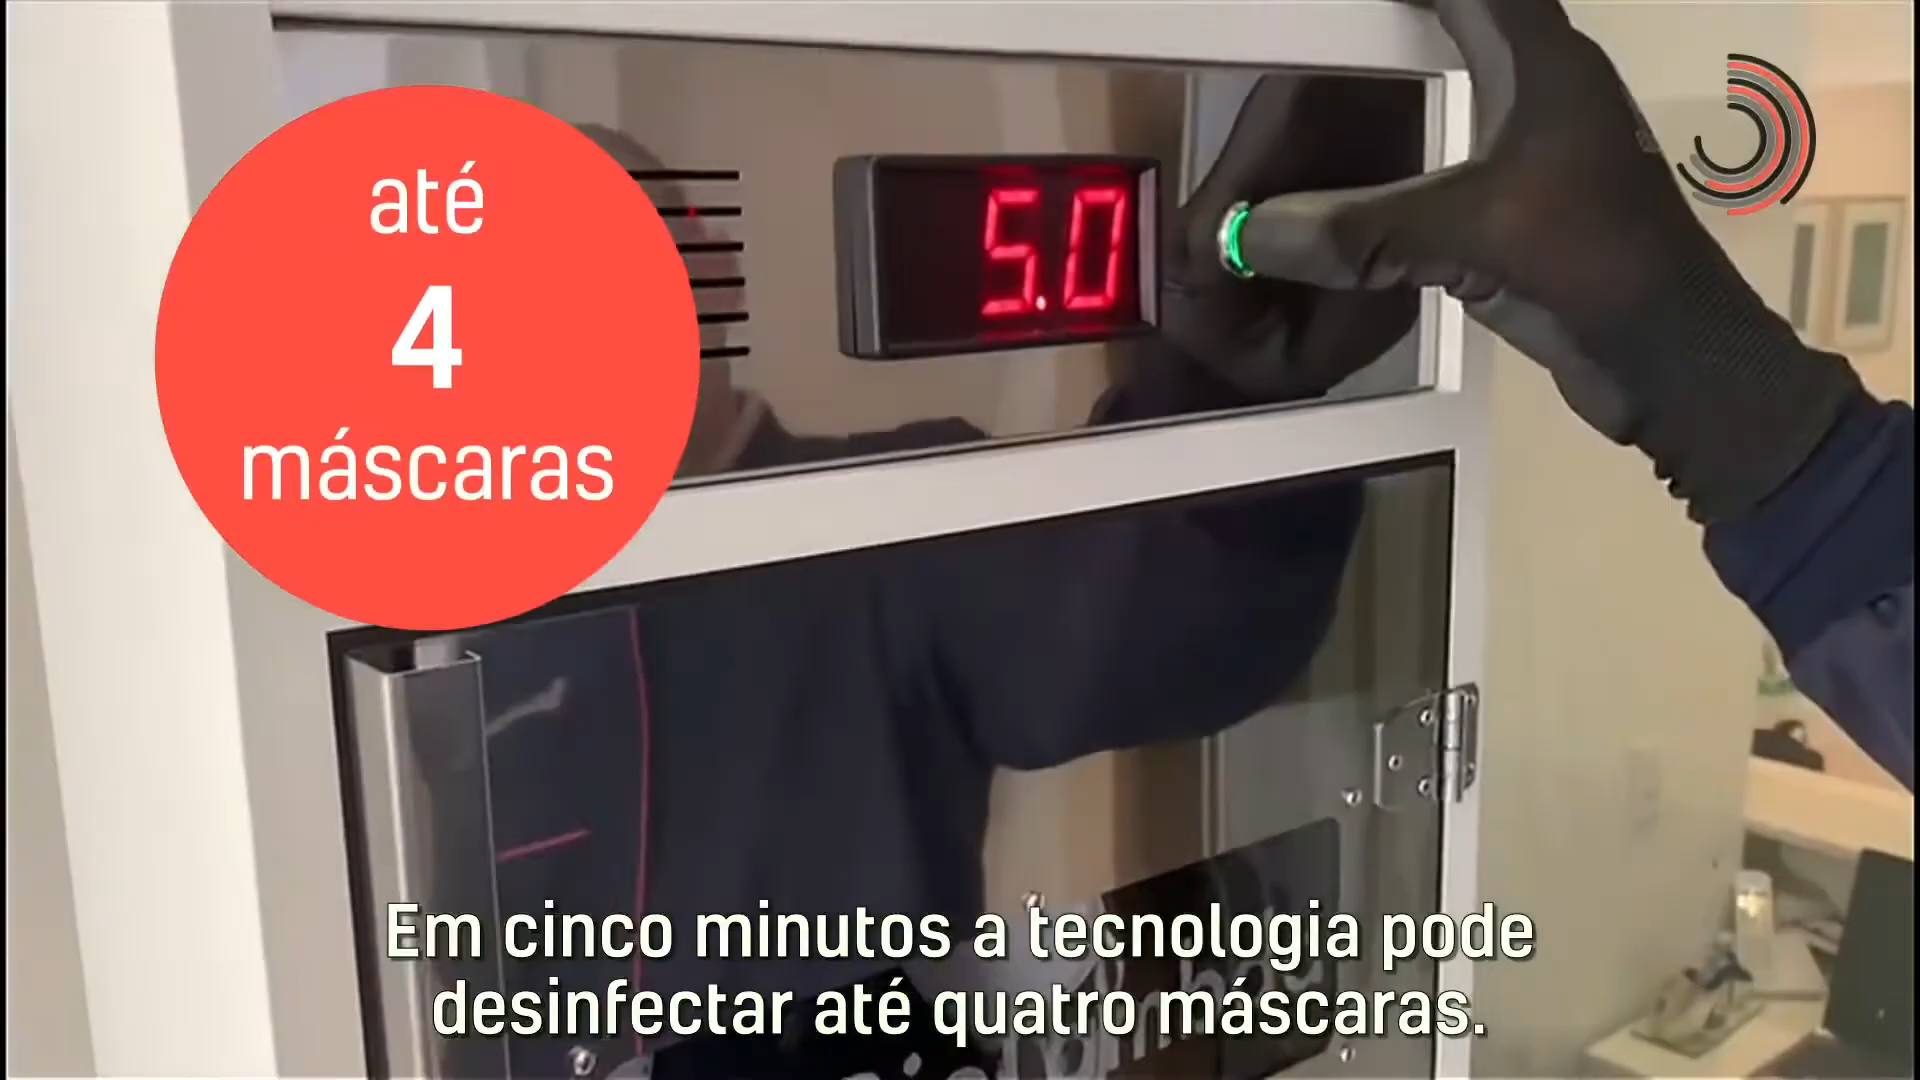 até
4
máscaras
5.0
Em cinco minutos a tecnologia pode
desinfectar até quatro máscaras.